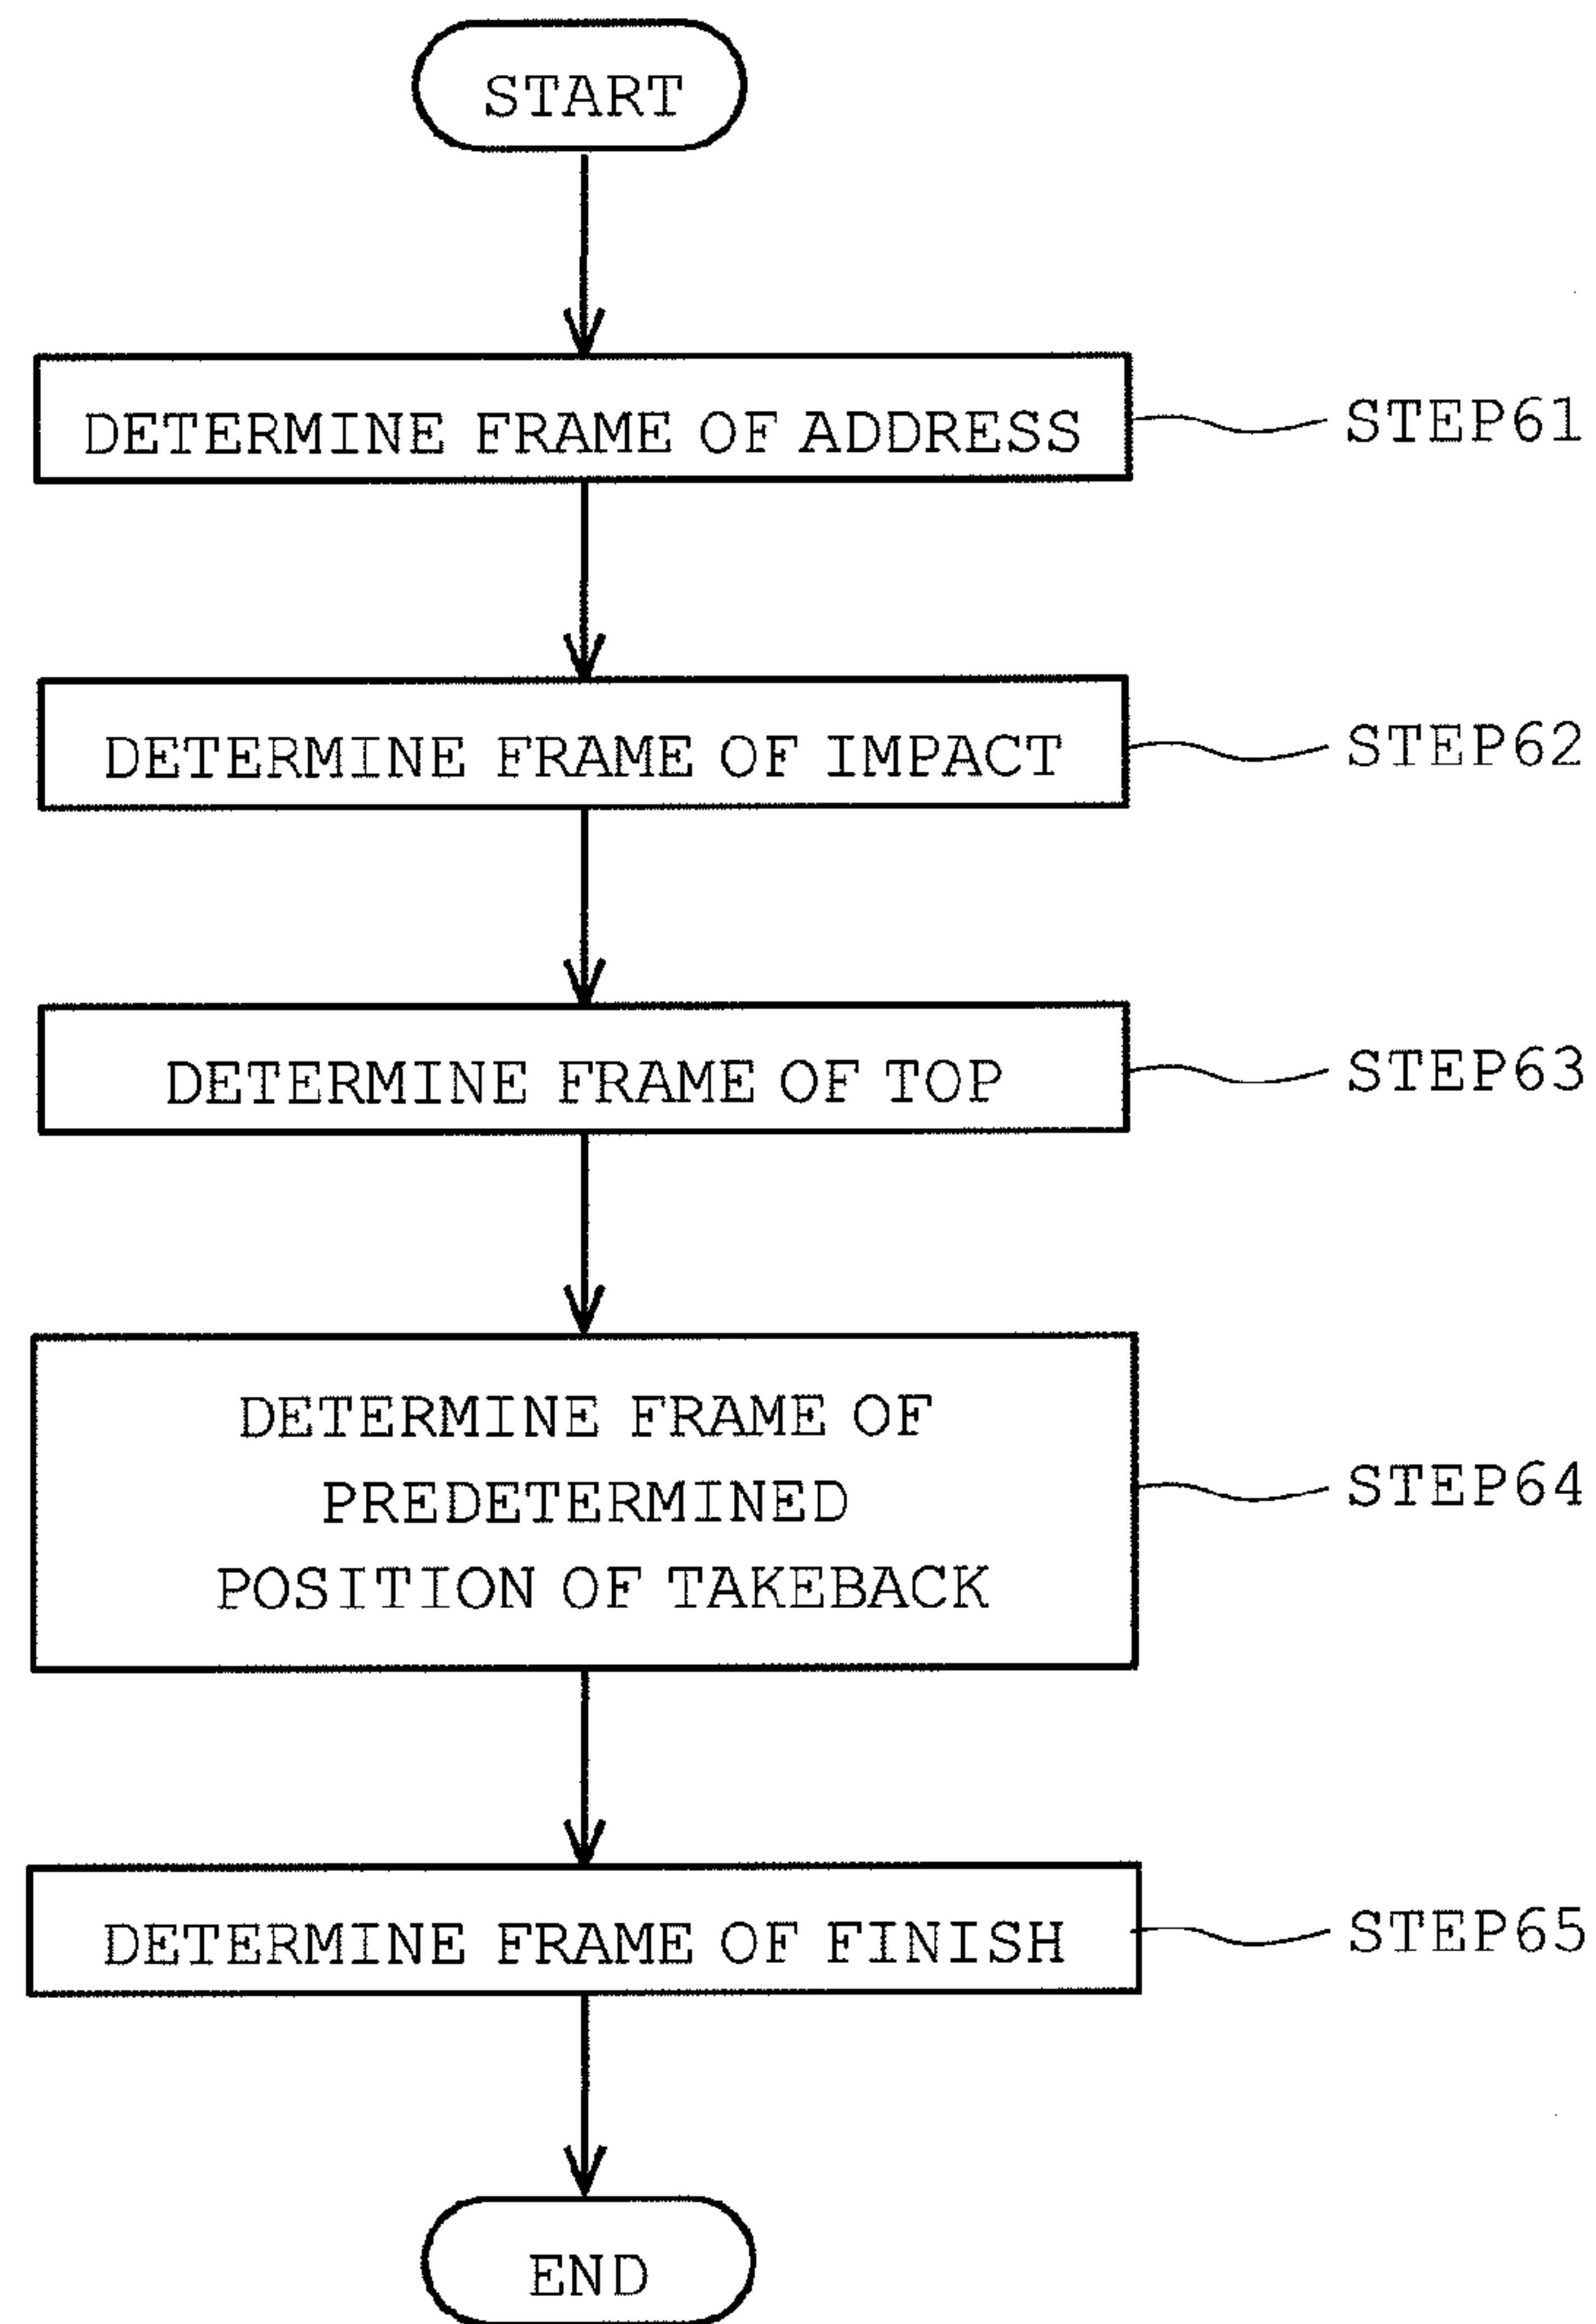 START
DETERMINE FRAME OF ADDRESS
STEP61
DETERMINE FRAME OF IMPACT
STEP62
DETERMINE FRAME OF TOP
STEP63
DETERMINE FRAME OF
PREDETERMINED
POSITION OF TAKEBACK
STEP64
DETERMINE FRAME OF FINISH
STEP65
END